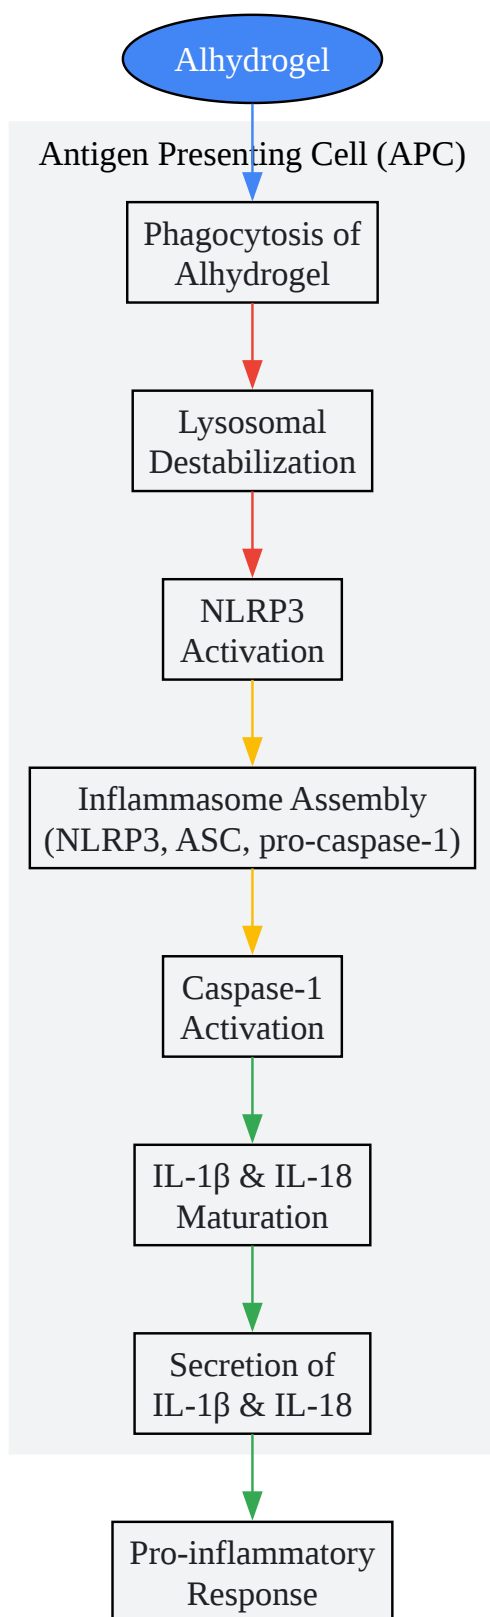 Alhydrogel
Antigen Presenting Cell (APC)
Phagocytosis of
Alhydrogel
Lysosomal
Destabilization
NLRP3
Activation
Inflammasome Assembly
(NLRP3, ASC, pro-caspase-1)
Caspase-1
Activation
IL-1β & IL-18
Maturation
Secretion of
IL-1β & IL-18
Pro-inflammatory
Response